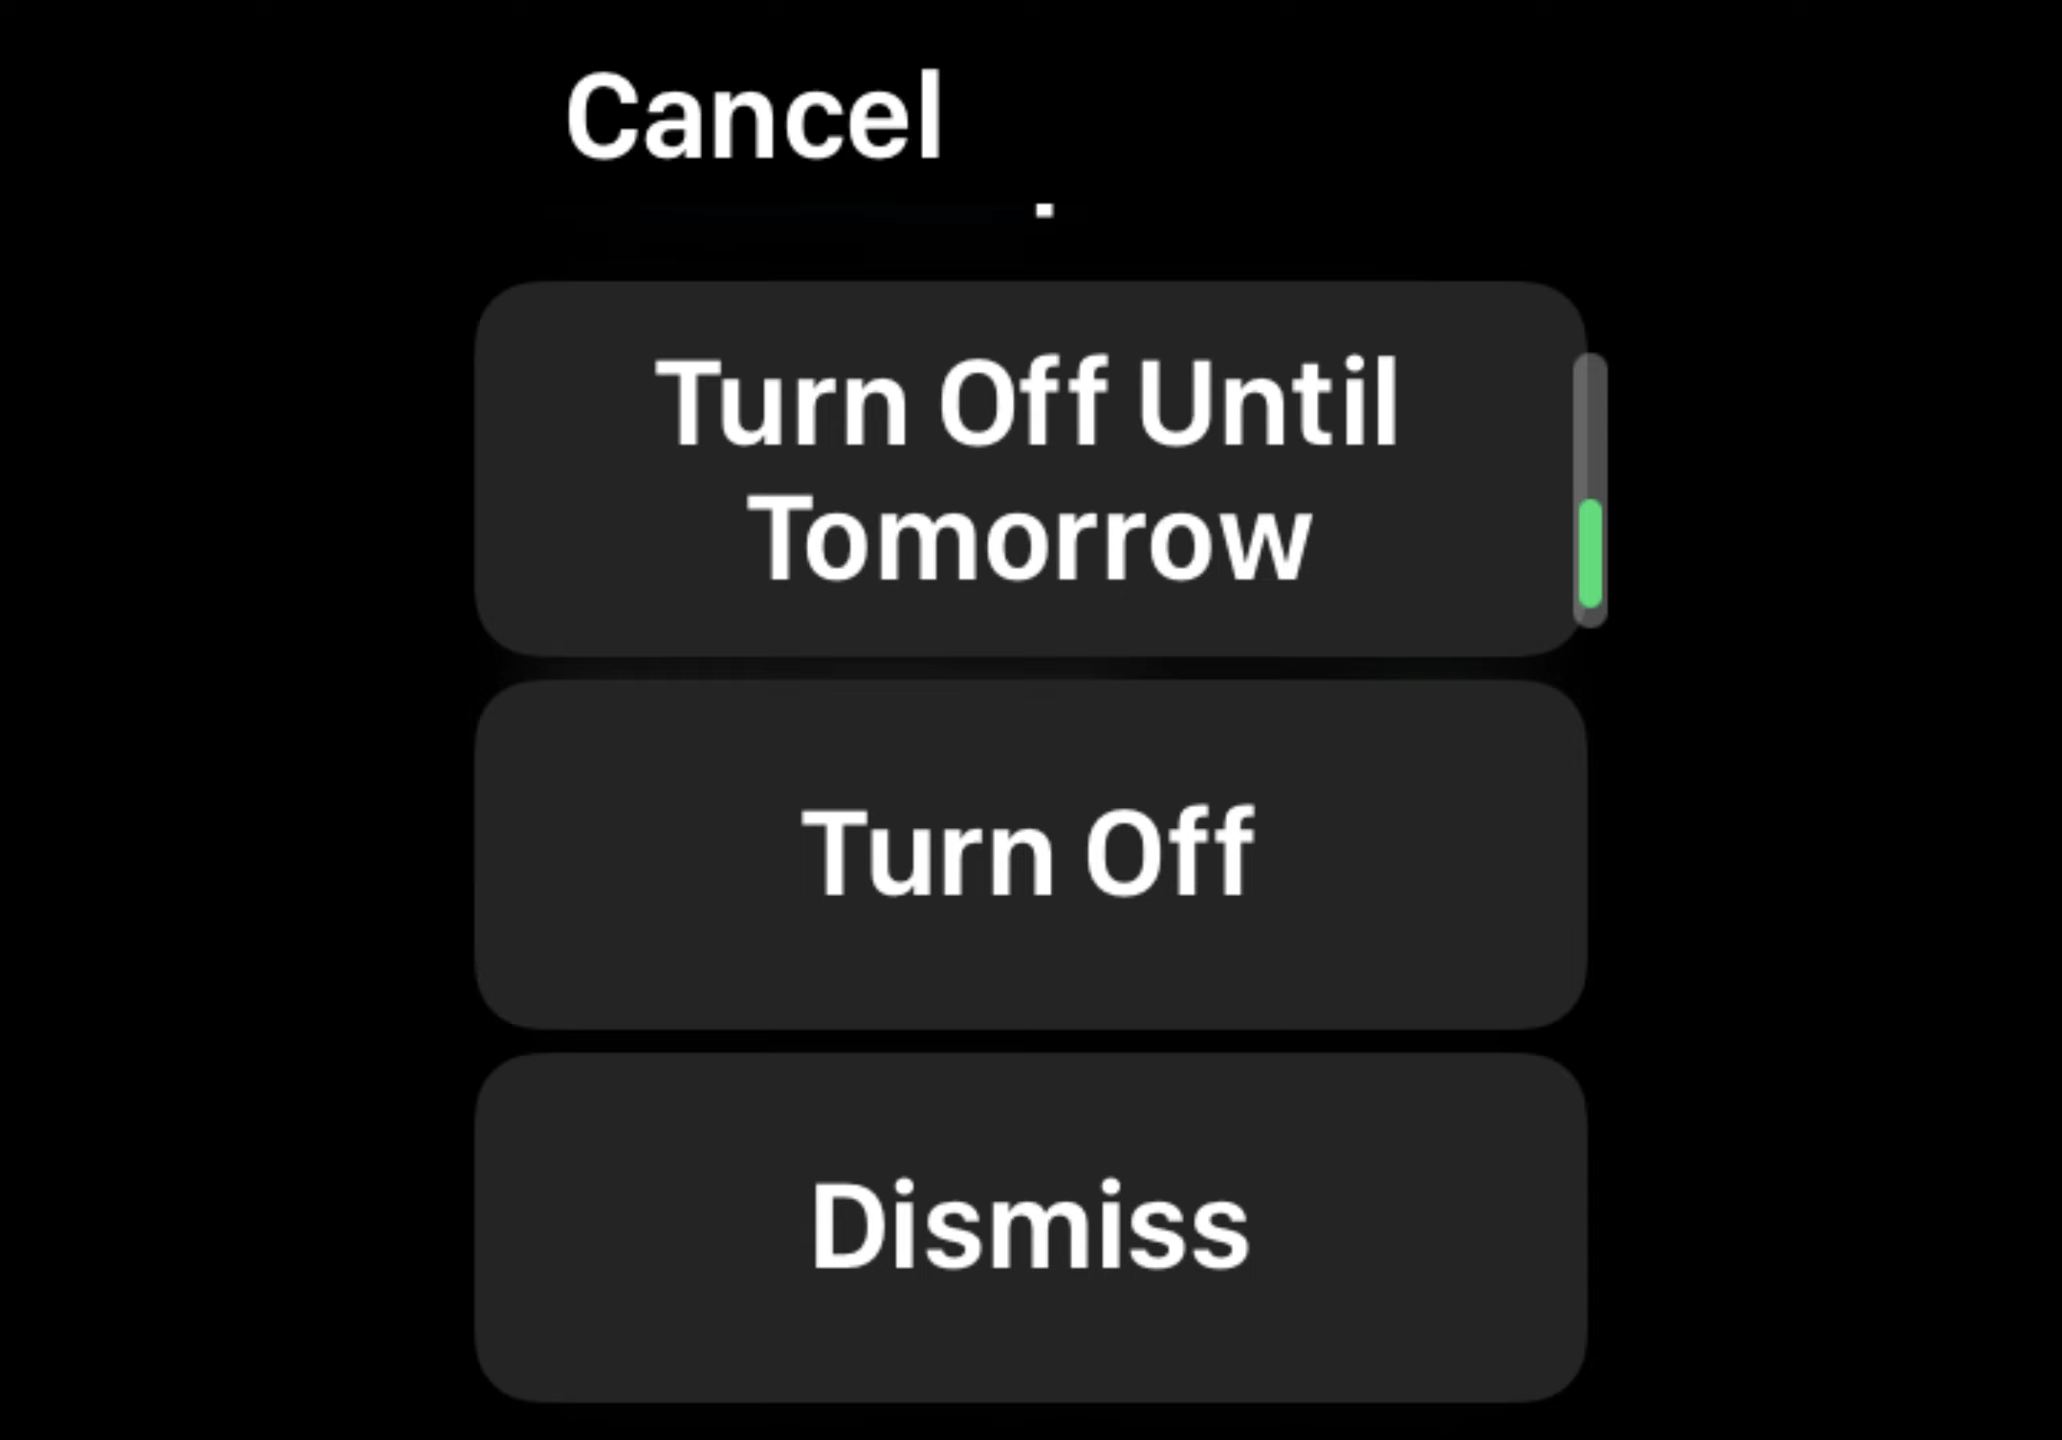 Cancel
Turn Off Until
Tomorrow
Turn Off
Dismiss